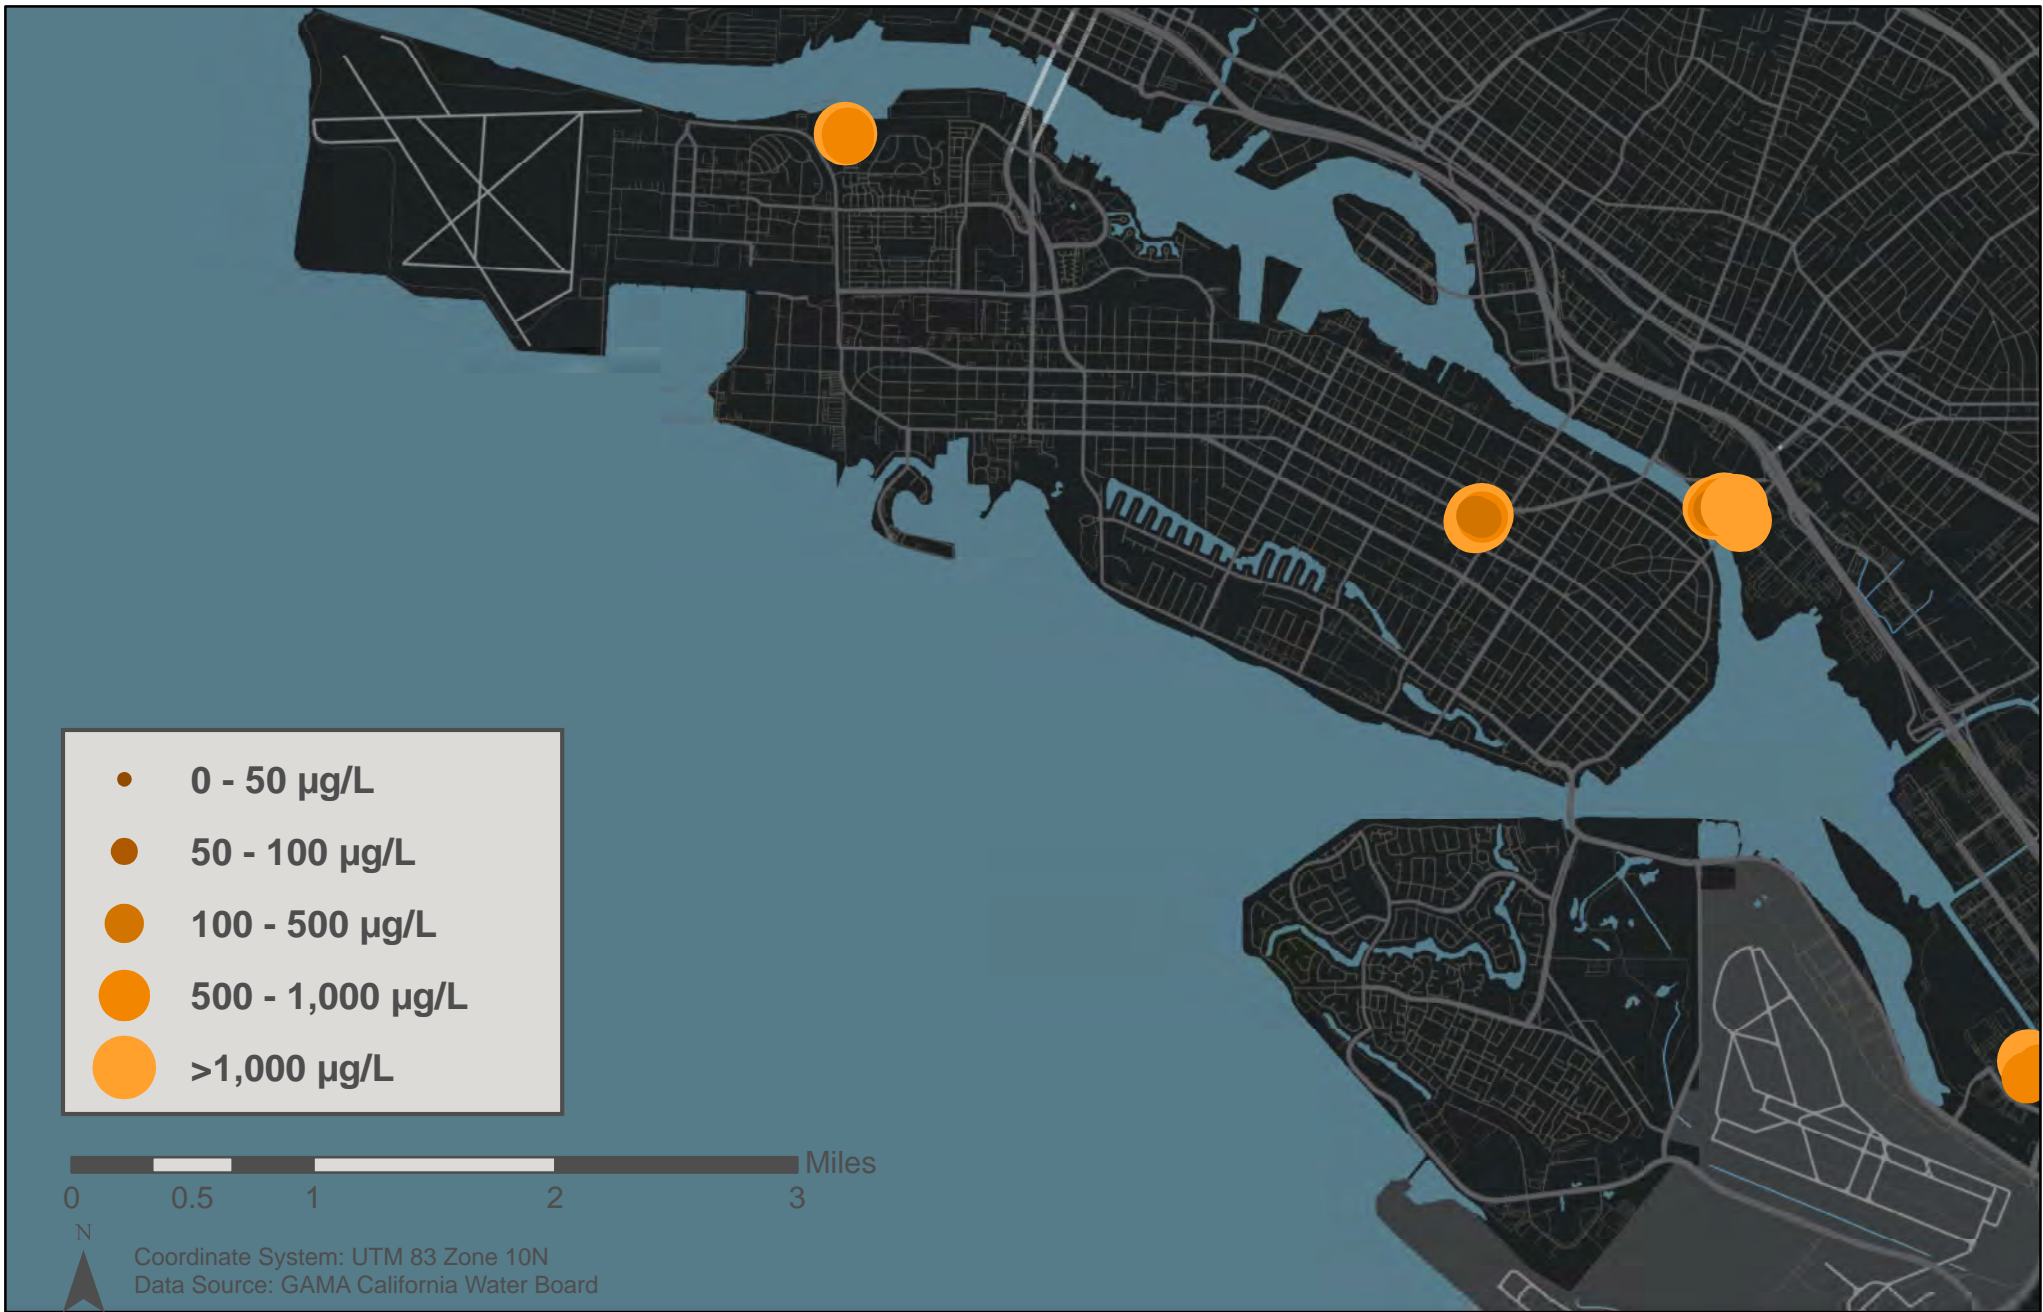 0 - 50 µg/L
50 - 100 µg/L
100 - 500 µg/L
500 - 1,000 µg/L
>1,000 µg/L
Miles
0 0.5 1 2 3
N
Coordinate System: UTM 83 Zone 10N
Data Source: GAMA California Water Board